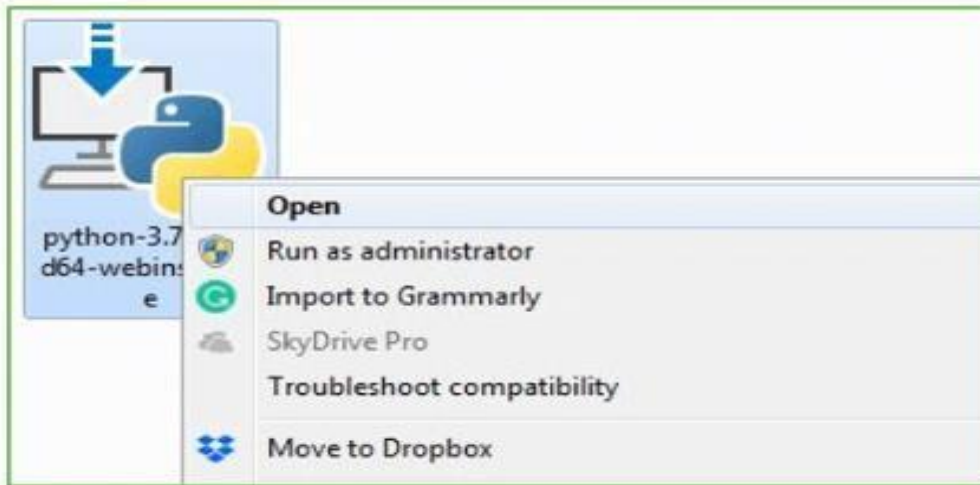 python-3.7
d64-webins
e
Open
Run as administrator
Import to Grammarly
SkyDrive Pro
Troubleshoot compatibility
Move to Dropbox